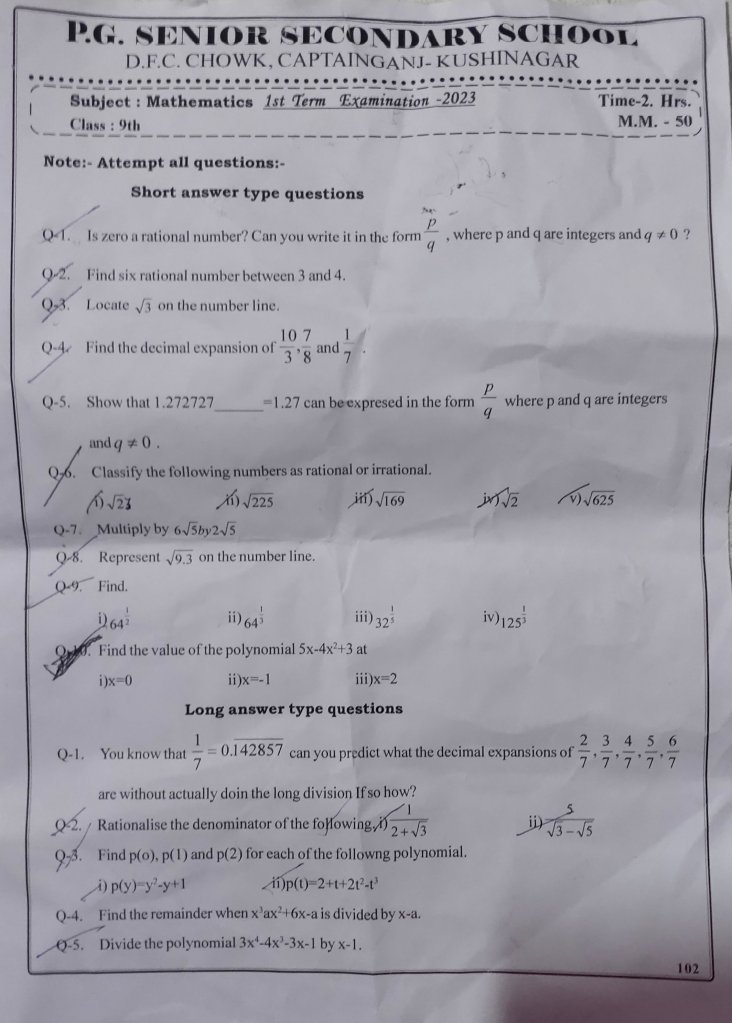 P.G. SENIOR SECONDARY SCHOOL
D.F.C. CHOWK, CAPTAINGANJ- KUSHINAGAR
Subject : Mathematics 1st Term Examination -2023 Time-2. Hrs.
Class : 9th M.M. - 50
Note:- Attempt all questions:-
Short answer type questions
Q-1. Is zero a rational number? Can you write it in the form p/q , where p and q are integers and q ≠ 0 ?
Q-2. Find six rational number between 3 and 4.
Q-3. Locate √3 on the number line.
Q-4. Find the decimal expansion of 10/3, 7/8 and 1/7 .
Q-5. Show that 1.272727______=1.27 can be expresed in the form p/q where p and q are integers
and q ≠ 0 .
Q-6. Classify the following numbers as rational or irrational.
i) √23 ii) √225 iii) √169 iv) √2 v) √625
Q-7. Multiply by 6√5by2√5
Q-8. Represent √9.3 on the number line.
Q-9. Find.
i) 64^(1/2) ii) 64^(1/3) iii) 32^(1/5) iv) 125^(1/3)
Q-10. Find the value of the polynomial 5x-4x²+3 at
i)x=0 ii)x=-1 iii)x=2
Long answer type questions
Q-1. You know that 1/7 = 0.1̅4̅2̅8̅5̅7̅ can you predict what the decimal expansions of 2/7, 3/7, 4/7, 5/7, 6/7
are without actually doin the long division If so how?
Q-2. Rationalise the denominator of the following, i) 1/(2+√3) ii) 5/(√3-√5)
Q-3. Find p(o), p(1) and p(2) for each of the followng polynomial.
i) p(y)=y²-y+1 ii)p(t)=2+t+2t²-t³
Q-4. Find the remainder when x³ax²+6x-a is divided by x-a.
Q-5. Divide the polynomial 3x⁴-4x³-3x-1 by x-1.
102